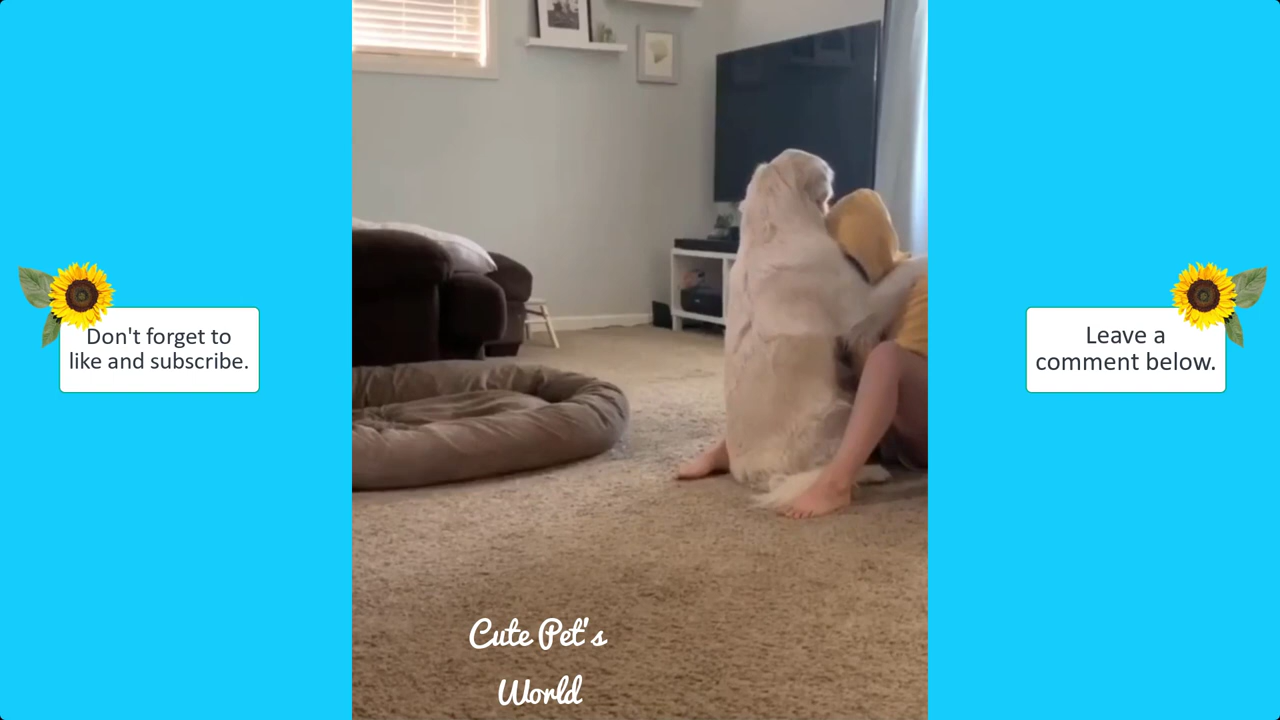 Don't forget to
like and subscribe.
Leave a
comment below.
Cute Pet's
World